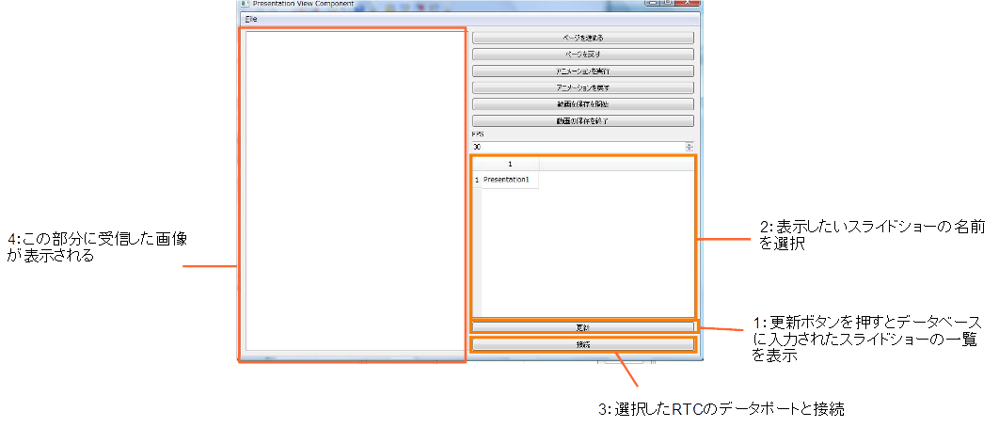 Presentation View Component
File
ページを進める
ページを戻す
アニメーションを実行
アニメーションを戻す
動画を保存を開始
動画の保存を終了
FPS
30
1
1 Presentation1
更新
接続
4:この部分に受信した画像
が表示される
2:表示したいスライドショーの名前
を選択
1:更新ボタンを押すとデータベース
に入力されたスライドショーの一覧
を表示
3:選択したRTCのデータポートと接続